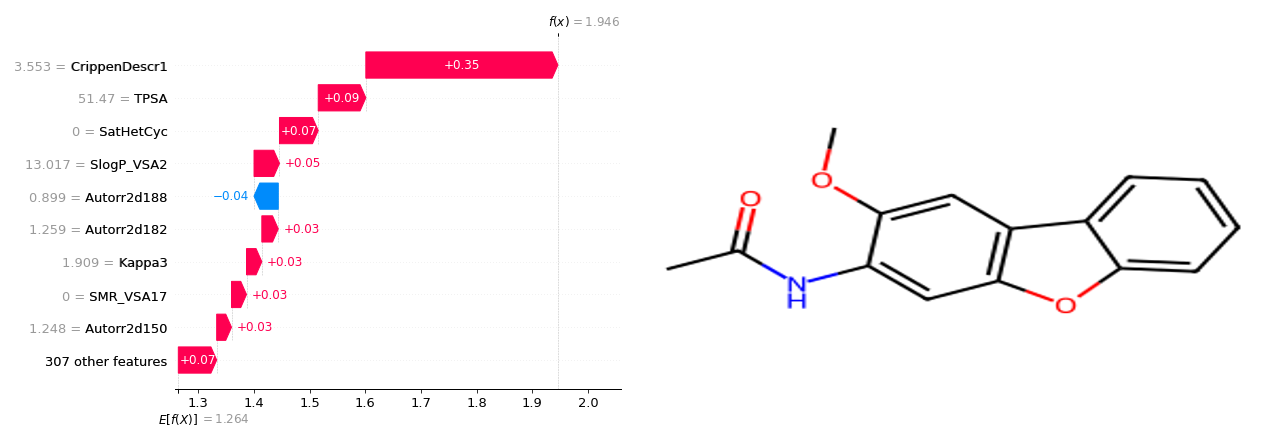 f(x) = 1.946
3.553 = CrippenDescr1
+0.35
51.47 = TPSA
+0.09
0 = SatHetCyc
+0.07
13.017 = SlogP_VSA2
+0.05
0.899 = Autorr2d188
−0.04
1.259 = Autorr2d182
+0.03
1.909 = Kappa3
+0.03
0 = SMR_VSA17
+0.03
1.248 = Autorr2d150
+0.03
307 other features
+0.07
1.3 1.4 1.5 1.6 1.7 1.8 1.9 2.0
E[f(X)] = 1.264
O
O
N
H
O